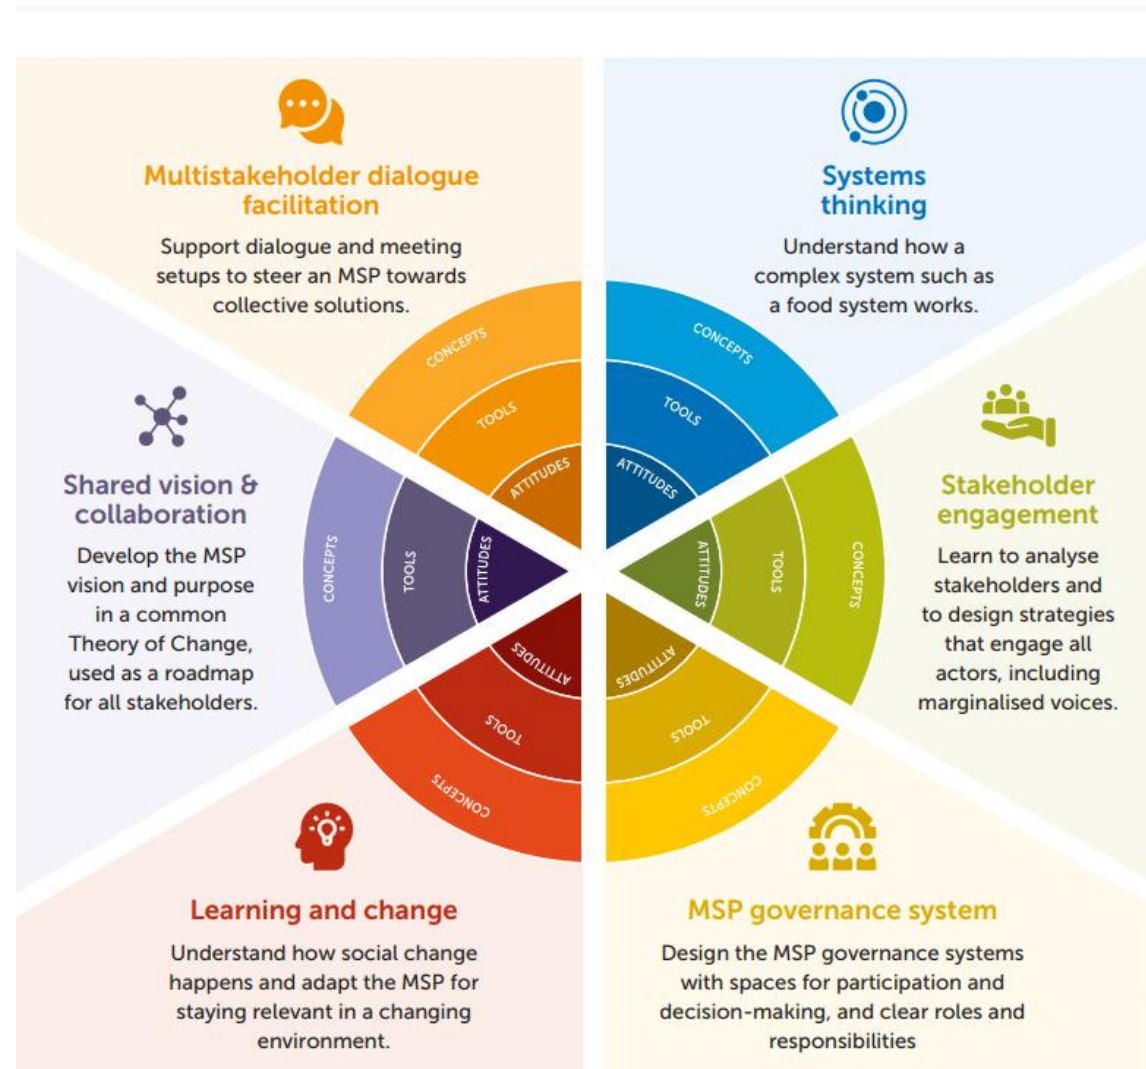 Multistakeholder dialogue
facilitation
Support dialogue and meeting
setups to steer an MSP towards
collective solutions.
CONCEPTS
TOOLS
ATTITUDES
Systems
thinking
Understand how a
complex system such as
a food system works.
CONCEPTS
TOOLS
ATTITUDES
Shared vision &
collaboration
Develop the MSP
vision and purpose
in a common
Theory of Change,
used as a roadmap
for all stakeholders.
CONCEPTS
TOOLS
ATTITUDES
Stakeholder
engagement
Learn to analyse
stakeholders and
to design strategies
that engage all
actors, including
marginalised voices.
ATTITUDES
TOOLS
CONCEPTS
ATTITUDES
TOOLS
CONCEPTS
Learning and change
Understand how social change
happens and adapt the MSP for
staying relevant in a changing
environment.
ATTITUDES
TOOLS
CONCEPTS
MSP governance system
Design the MSP governance systems
with spaces for participation and
decision-making, and clear roles and
responsibilities